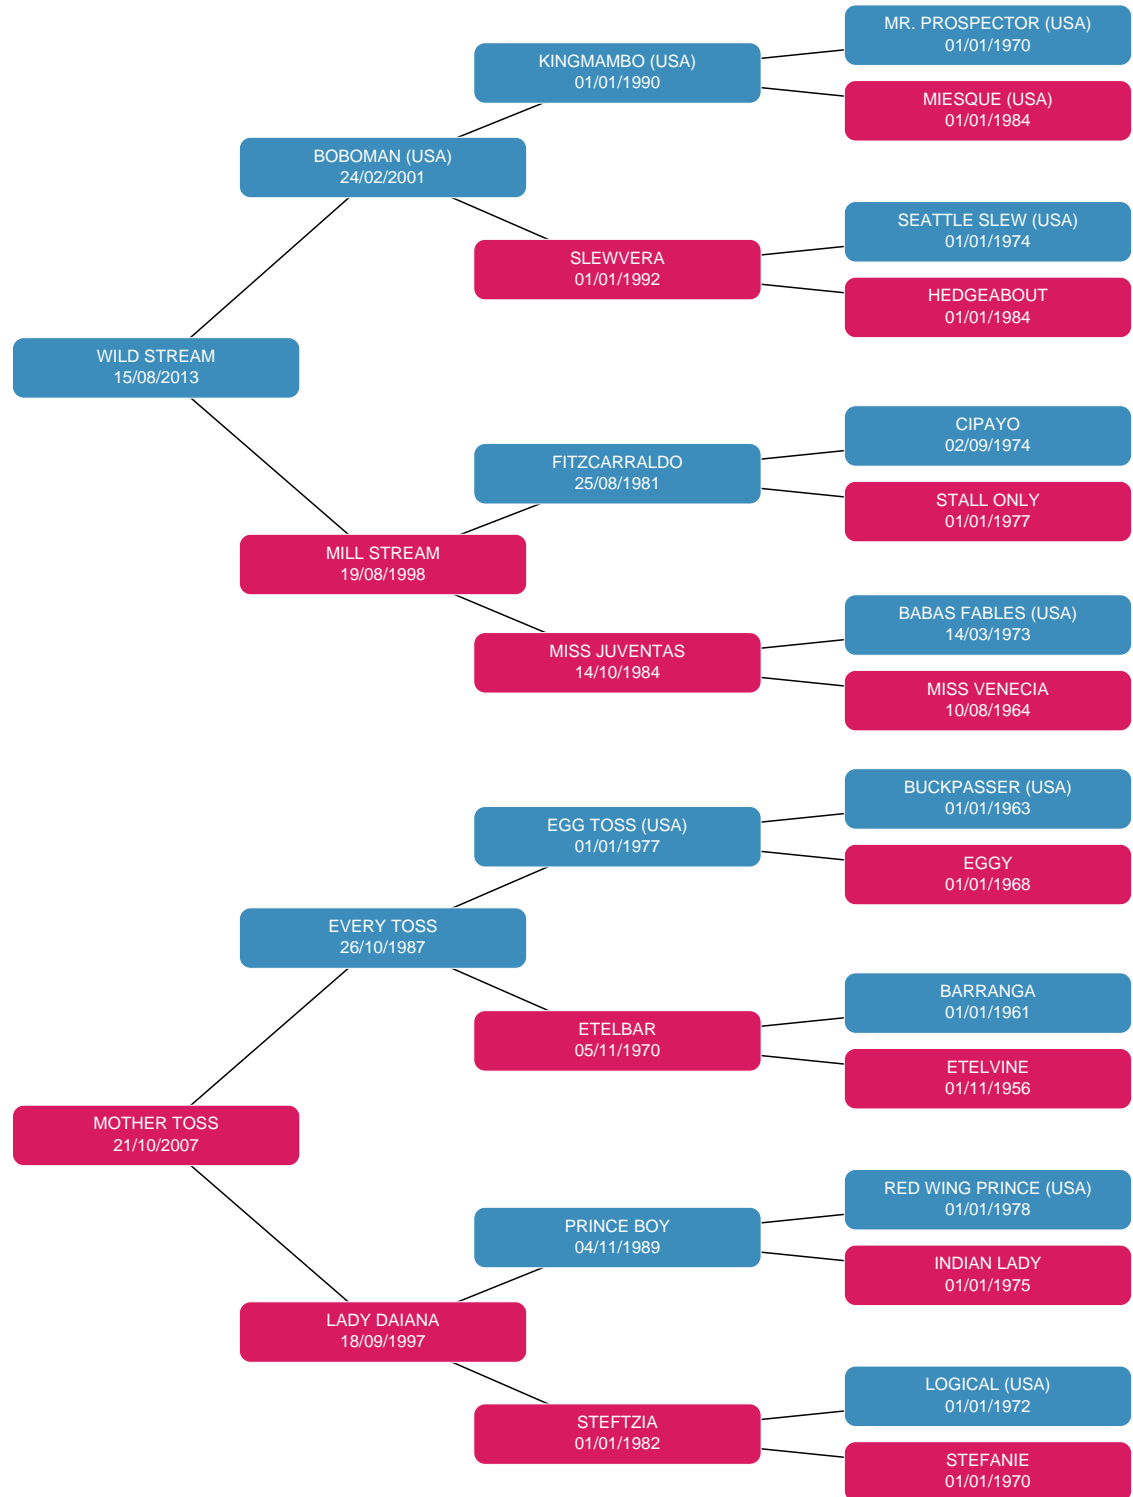 MR. PROSPECTOR (USA)
01/01/1970
KINGMAMBO (USA)
01/01/1990
MIESQUE (USA)
01/01/1984
BOBOMAN (USA)
24/02/2001
SEATTLE SLEW (USA)
01/01/1974
SLEWVERA
01/01/1992
HEDGEABOUT
01/01/1984
WILD STREAM
15/08/2013
CIPAYO
02/09/1974
FITZCARRALDO
25/08/1981
STALL ONLY
01/01/1977
MILL STREAM
19/08/1998
BABAS FABLES (USA)
14/03/1973
MISS JUVENTAS
14/10/1984
MISS VENECIA
10/08/1964
BUCKPASSER (USA)
01/01/1963
EGG TOSS (USA)
01/01/1977
EGGY
01/01/1968
EVERY TOSS
26/10/1987
BARRANGA
01/01/1961
ETELBAR
05/11/1970
ETELVINE
01/11/1956
MOTHER TOSS
21/10/2007
RED WING PRINCE (USA)
01/01/1978
PRINCE BOY
04/11/1989
INDIAN LADY
01/01/1975
LADY DAIANA
18/09/1997
LOGICAL (USA)
01/01/1972
STEFTZIA
01/01/1982
STEFANIE
01/01/1970